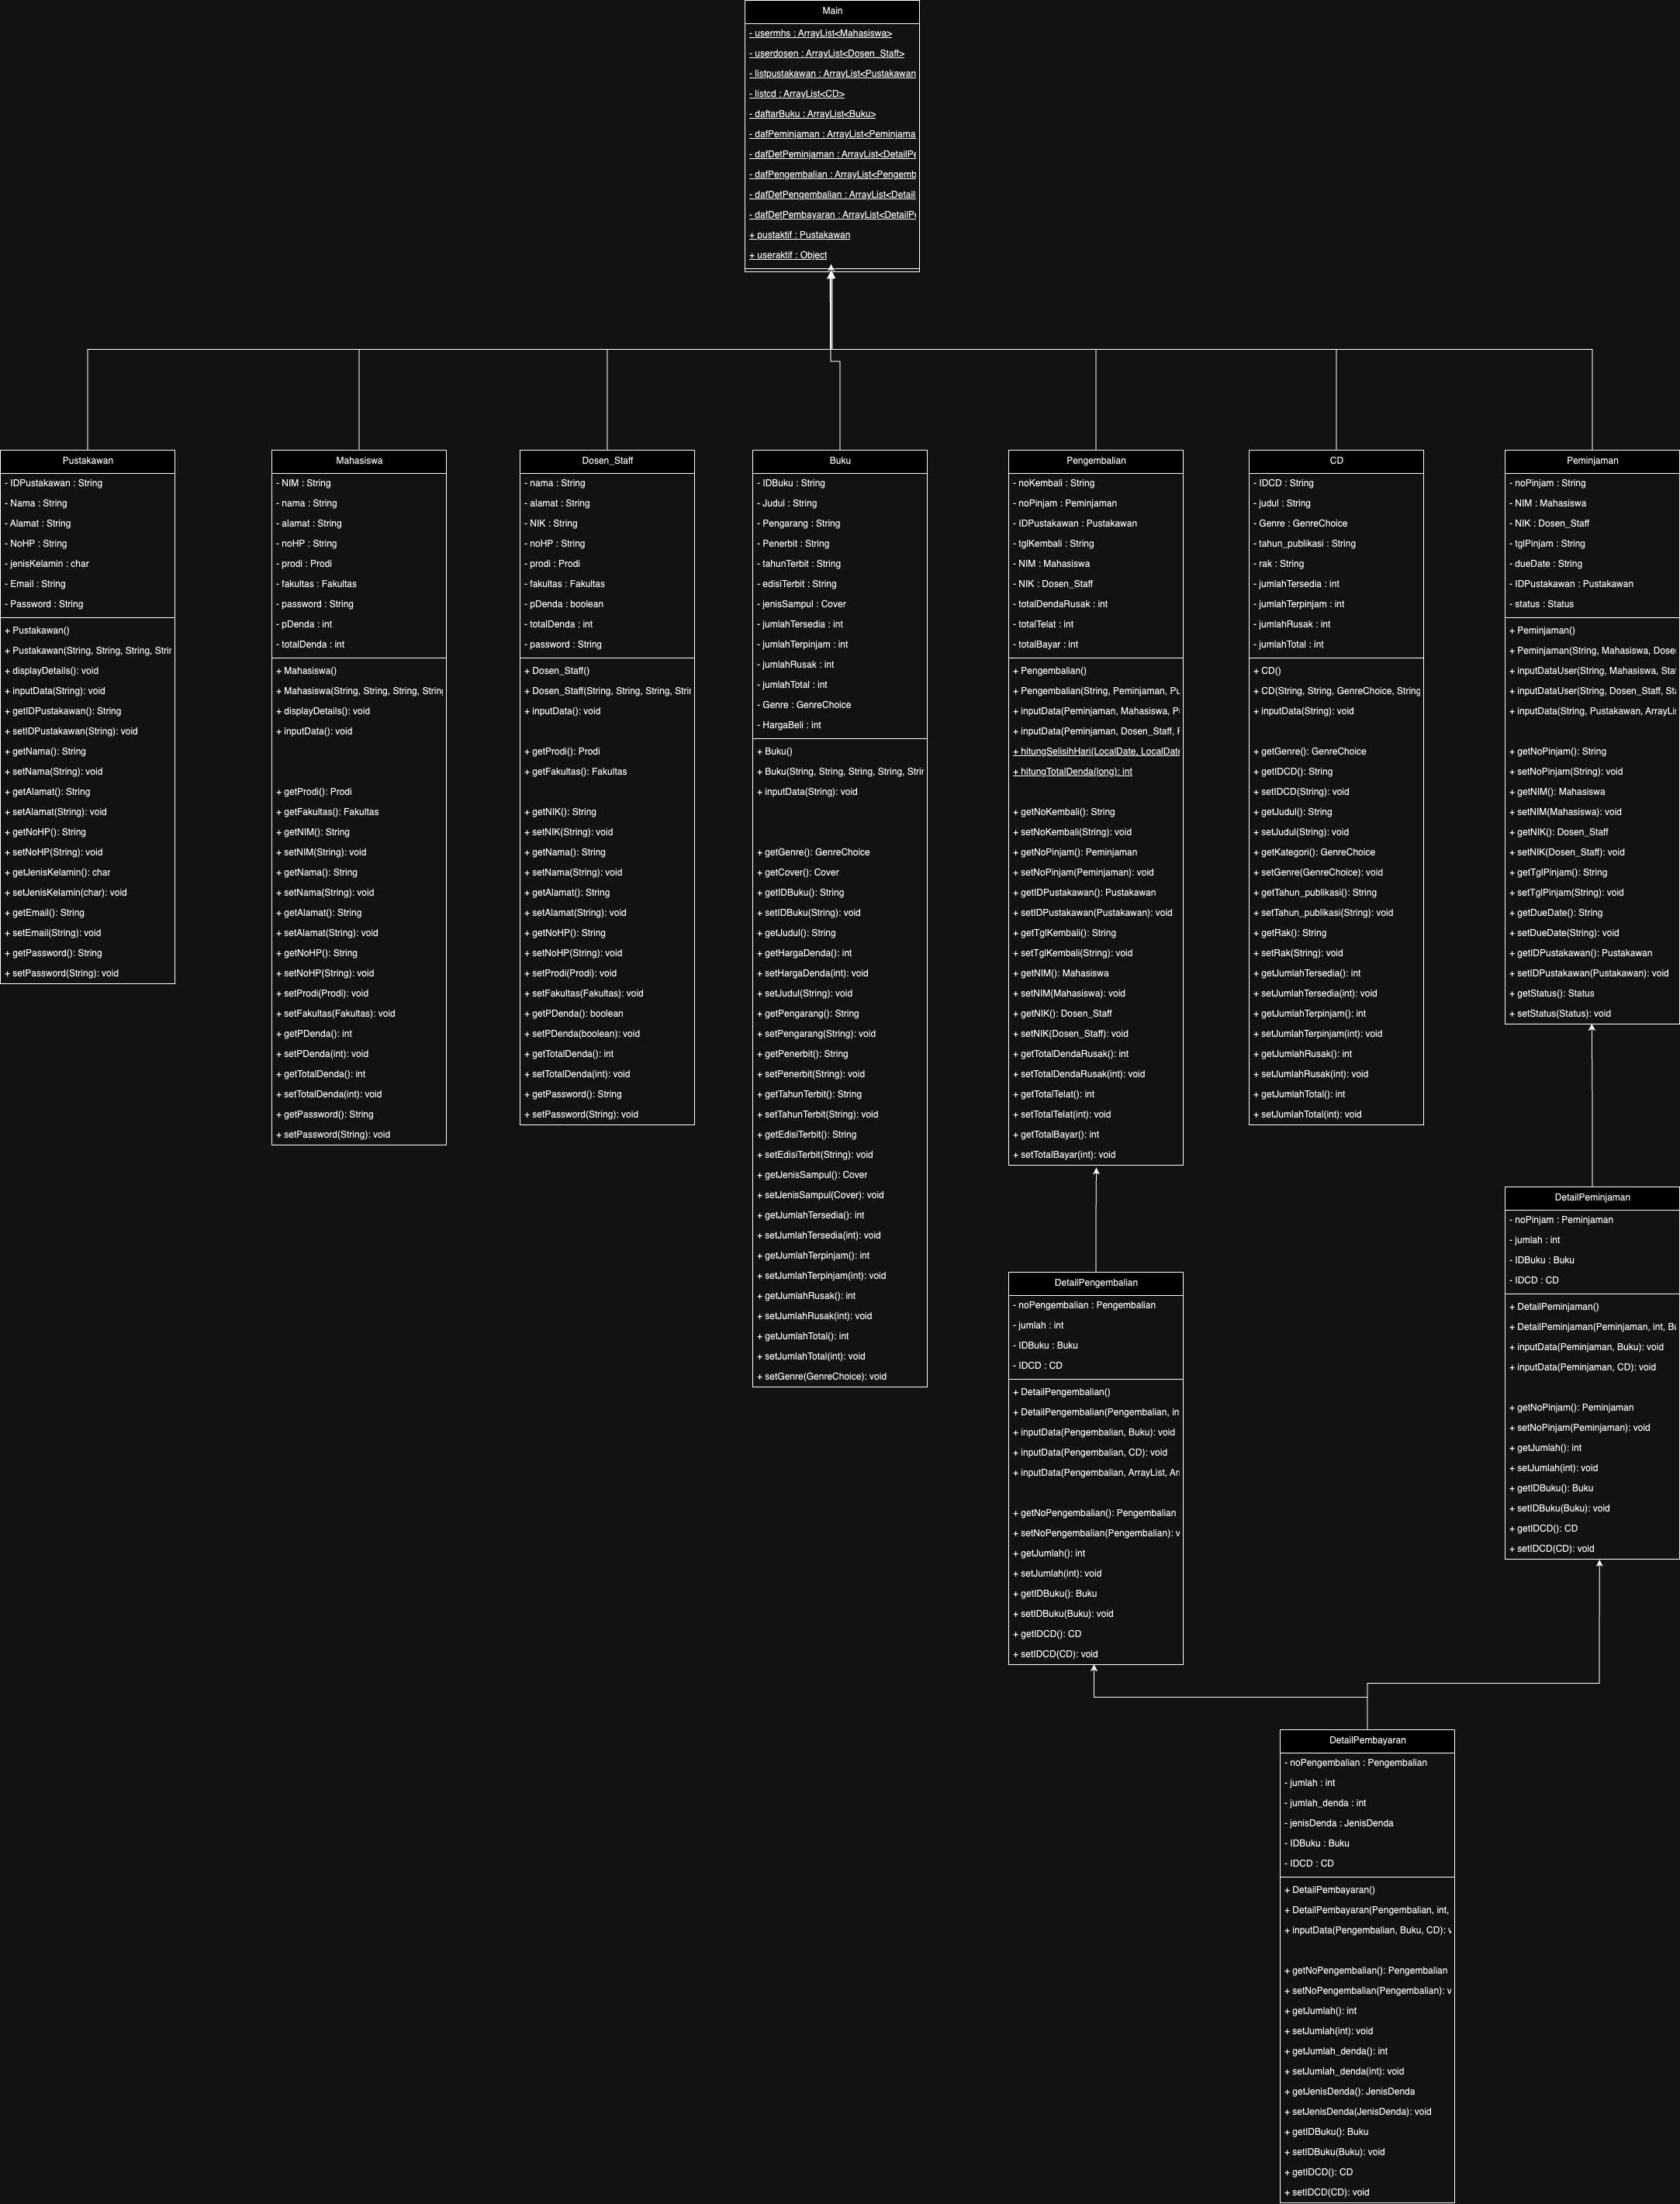 Main
- usermhs : ArrayList<Mahasiswa>
- userdosen : ArrayList<Dosen_Staff>
- listpustakawan : ArrayList<Pustakawan
- listcd : ArrayList<CD>
- daftarBuku : ArrayList<Buku>
- dafPeminjaman : ArrayList<Peminjama
- dafDetPeminjaman : ArrayList<DetailPe
- dafPengembalian : ArrayList<Pengemb
- dafDetPengembalian : ArrayList<Detail
- dafDetPembayaran : ArrayList<DetailPe
+ pustaktif : Pustakawan
+ useraktif : Object
Pustakawan
- IDPustakawan : String
- Nama : String
- Alamat : String
- NoHP : String
- jenisKelamin : char
- Email : String
- Password : String
+ Pustakawan()
+ Pustakawan(String, String, String, Strin
+ displayDetails(): void
+ inputData(String): void
+ getIDPustakawan(): String
+ setIDPustakawan(String): void
+ getNama(): String
+ setNama(String): void
+ getAlamat(): String
+ setAlamat(String): void
+ getNoHP(): String
+ setNoHP(String): void
+ getJenisKelamin(): char
+ setJenisKelamin(char): void
+ getEmail(): String
+ setEmail(String): void
+ getPassword(): String
+ setPassword(String): void
Mahasiswa
- NIM : String
- nama : String
- alamat : String
- noHP : String
- prodi : Prodi
- fakultas : Fakultas
- password : String
- pDenda : int
- totalDenda : int
+ Mahasiswa()
+ Mahasiswa(String, String, String, String
+ displayDetails(): void
+ inputData(): void
+ getProdi(): Prodi
+ getFakultas(): Fakultas
+ getNIM(): String
+ setNIM(String): void
+ getNama(): String
+ setNama(String): void
+ getAlamat(): String
+ setAlamat(String): void
+ getNoHP(): String
+ setNoHP(String): void
+ setProdi(Prodi): void
+ setFakultas(Fakultas): void
+ getPDenda(): int
+ setPDenda(int): void
+ getTotalDenda(): int
+ setTotalDenda(int): void
+ getPassword(): String
+ setPassword(String): void
Dosen_Staff
- nama : String
- alamat : String
- NIK : String
- noHP : String
- prodi : Prodi
- fakultas : Fakultas
- pDenda : boolean
- totalDenda : int
- password : String
+ Dosen_Staff()
+ Dosen_Staff(String, String, String, Strin
+ inputData(): void
+ getProdi(): Prodi
+ getFakultas(): Fakultas
+ getNIK(): String
+ setNIK(String): void
+ getNama(): String
+ setNama(String): void
+ getAlamat(): String
+ setAlamat(String): void
+ getNoHP(): String
+ setNoHP(String): void
+ setProdi(Prodi): void
+ setFakultas(Fakultas): void
+ getPDenda(): boolean
+ setPDenda(boolean): void
+ getTotalDenda(): int
+ setTotalDenda(int): void
+ getPassword(): String
+ setPassword(String): void
Buku
- IDBuku : String
- Judul : String
- Pengarang : String
- Penerbit : String
- tahunTerbit : String
- edisiTerbit : String
- jenisSampul : Cover
- jumlahTersedia : int
- jumlahTerpinjam : int
- jumlahRusak : int
- jumlahTotal : int
- Genre : GenreChoice
- HargaBeli : int
+ Buku()
+ Buku(String, String, String, String, Strin
+ inputData(String): void
+ getGenre(): GenreChoice
+ getCover(): Cover
+ getIDBuku(): String
+ setIDBuku(String): void
+ getJudul(): String
+ getHargaDenda(): int
+ setHargaDenda(int): void
+ setJudul(String): void
+ getPengarang(): String
+ setPengarang(String): void
+ getPenerbit(): String
+ setPenerbit(String): void
+ getTahunTerbit(): String
+ setTahunTerbit(String): void
+ getEdisiTerbit(): String
+ setEdisiTerbit(String): void
+ getJenisSampul(): Cover
+ setJenisSampul(Cover): void
+ getJumlahTersedia(): int
+ setJumlahTersedia(int): void
+ getJumlahTerpinjam(): int
+ setJumlahTerpinjam(int): void
+ getJumlahRusak(): int
+ setJumlahRusak(int): void
+ getJumlahTotal(): int
+ setJumlahTotal(int): void
+ setGenre(GenreChoice): void
Pengembalian
- noKembali : String
- noPinjam : Peminjaman
- IDPustakawan : Pustakawan
- tglKembali : String
- NIM : Mahasiswa
- NIK : Dosen_Staff
- totalDendaRusak : int
- totalTelat : int
- totalBayar : int
+ Pengembalian()
+ Pengembalian(String, Peminjaman, Pu
+ inputData(Peminjaman, Mahasiswa, Pu
+ inputData(Peminjaman, Dosen_Staff, P
+ hitungSelisihHari(LocalDate, LocalDate
+ hitungTotalDenda(long): int
+ getNoKembali(): String
+ setNoKembali(String): void
+ getNoPinjam(): Peminjaman
+ setNoPinjam(Peminjaman): void
+ getIDPustakawan(): Pustakawan
+ setIDPustakawan(Pustakawan): void
+ getTglKembali(): String
+ setTglKembali(String): void
+ getNIM(): Mahasiswa
+ setNIM(Mahasiswa): void
+ getNIK(): Dosen_Staff
+ setNIK(Dosen_Staff): void
+ getTotalDendaRusak(): int
+ setTotalDendaRusak(int): void
+ getTotalTelat(): int
+ setTotalTelat(int): void
+ getTotalBayar(): int
+ setTotalBayar(int): void
CD
- IDCD : String
- judul : String
- Genre : GenreChoice
- tahun_publikasi : String
- rak : String
- jumlahTersedia : int
- jumlahTerpinjam : int
- jumlahRusak : int
- jumlahTotal : int
+ CD()
+ CD(String, String, GenreChoice, String
+ inputData(String): void
+ getGenre(): GenreChoice
+ getIDCD(): String
+ setIDCD(String): void
+ getJudul(): String
+ setJudul(String): void
+ getKategori(): GenreChoice
+ setGenre(GenreChoice): void
+ getTahun_publikasi(): String
+ setTahun_publikasi(String): void
+ getRak(): String
+ setRak(String): void
+ getJumlahTersedia(): int
+ setJumlahTersedia(int): void
+ getJumlahTerpinjam(): int
+ setJumlahTerpinjam(int): void
+ getJumlahRusak(): int
+ setJumlahRusak(int): void
+ getJumlahTotal(): int
+ setJumlahTotal(int): void
Peminjaman
- noPinjam : String
- NIM : Mahasiswa
- NIK : Dosen_Staff
- tglPinjam : String
- dueDate : String
- IDPustakawan : Pustakawan
- status : Status
+ Peminjaman()
+ Peminjaman(String, Mahasiswa, Dose
+ inputDataUser(String, Mahasiswa, Sta
+ inputDataUser(String, Dosen_Staff, St
+ inputData(String, Pustakawan, ArrayLis
+ getNoPinjam(): String
+ setNoPinjam(String): void
+ getNIM(): Mahasiswa
+ setNIM(Mahasiswa): void
+ getNIK(): Dosen_Staff
+ setNIK(Dosen_Staff): void
+ getTglPinjam(): String
+ setTglPinjam(String): void
+ getDueDate(): String
+ setDueDate(String): void
+ getIDPustakawan(): Pustakawan
+ setIDPustakawan(Pustakawan): void
+ getStatus(): Status
+ setStatus(Status): void
DetailPengembalian
- noPengembalian : Pengembalian
- jumlah : int
- IDBuku : Buku
- IDCD : CD
+ DetailPengembalian()
+ DetailPengembalian(Pengembalian, in
+ inputData(Pengembalian, Buku): void
+ inputData(Pengembalian, CD): void
+ inputData(Pengembalian, ArrayList, Arr
+ getNoPengembalian(): Pengembalian
+ setNoPengembalian(Pengembalian): v
+ getJumlah(): int
+ setJumlah(int): void
+ getIDBuku(): Buku
+ setIDBuku(Buku): void
+ getIDCD(): CD
+ setIDCD(CD): void
DetailPeminjaman
- noPinjam : Peminjaman
- jumlah : int
- IDBuku : Buku
- IDCD : CD
+ DetailPeminjaman()
+ DetailPeminjaman(Peminjaman, int, Bu
+ inputData(Peminjaman, Buku): void
+ inputData(Peminjaman, CD): void
+ getNoPinjam(): Peminjaman
+ setNoPinjam(Peminjaman): void
+ getJumlah(): int
+ setJumlah(int): void
+ getIDBuku(): Buku
+ setIDBuku(Buku): void
+ getIDCD(): CD
+ setIDCD(CD): void
DetailPembayaran
- noPengembalian : Pengembalian
- jumlah : int
- jumlah_denda : int
- jenisDenda : JenisDenda
- IDBuku : Buku
- IDCD : CD
+ DetailPembayaran()
+ DetailPembayaran(Pengembalian, int,
+ inputData(Pengembalian, Buku, CD): v
+ getNoPengembalian(): Pengembalian
+ setNoPengembalian(Pengembalian): v
+ getJumlah(): int
+ setJumlah(int): void
+ getJumlah_denda(): int
+ setJumlah_denda(int): void
+ getJenisDenda(): JenisDenda
+ setJenisDenda(JenisDenda): void
+ getIDBuku(): Buku
+ setIDBuku(Buku): void
+ getIDCD(): CD
+ setIDCD(CD): void